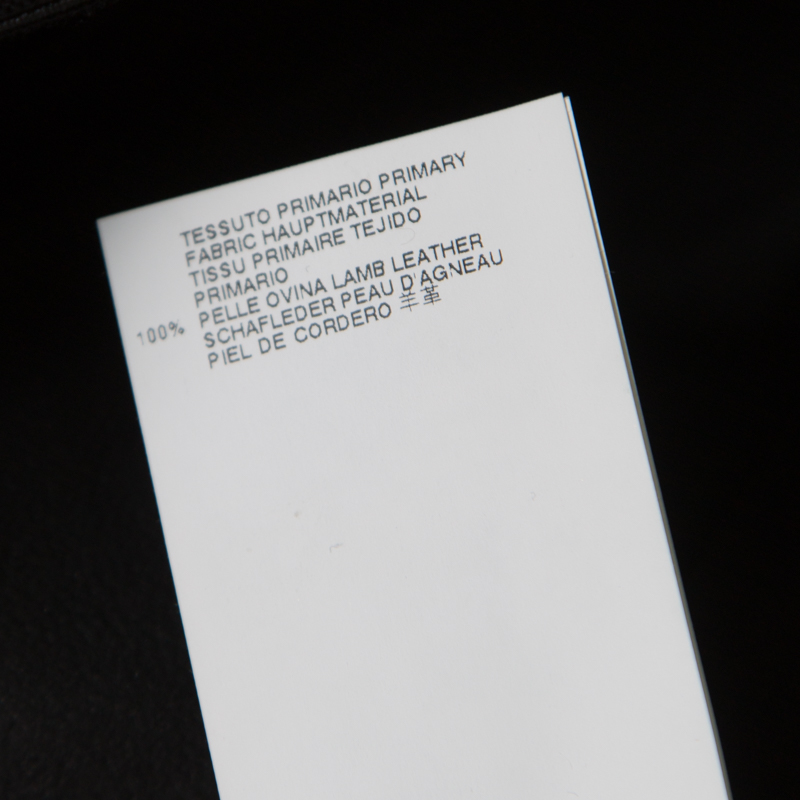 TESSUTO PRIMARIO PRIMARY
FABRIC HAUPTMATERIAL
TISSU PRIMAIRE TEJIDO
PRIMARIO
100% PELLE OVINA LAMB LEATHER
SCHAFLEDER PEAU D'AGNEAU
PIEL DE CORDERO 羊革